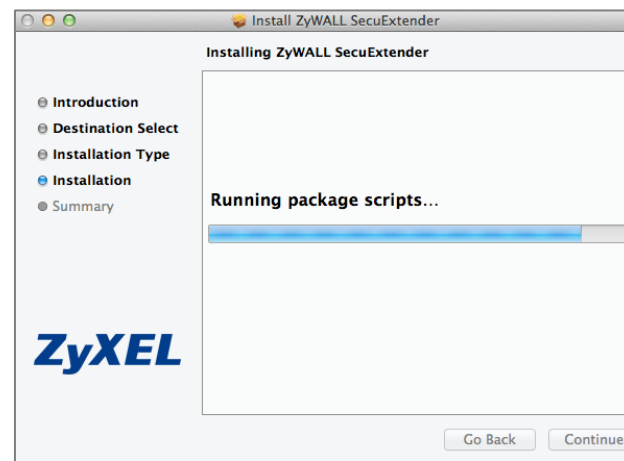 Install ZyWALL SecuExtender
Installing ZyWALL SecuExtender
Introduction
Destination Select
Installation Type
Installation
Summary
Running package scripts...
ZyXEL
Go Back
Continue